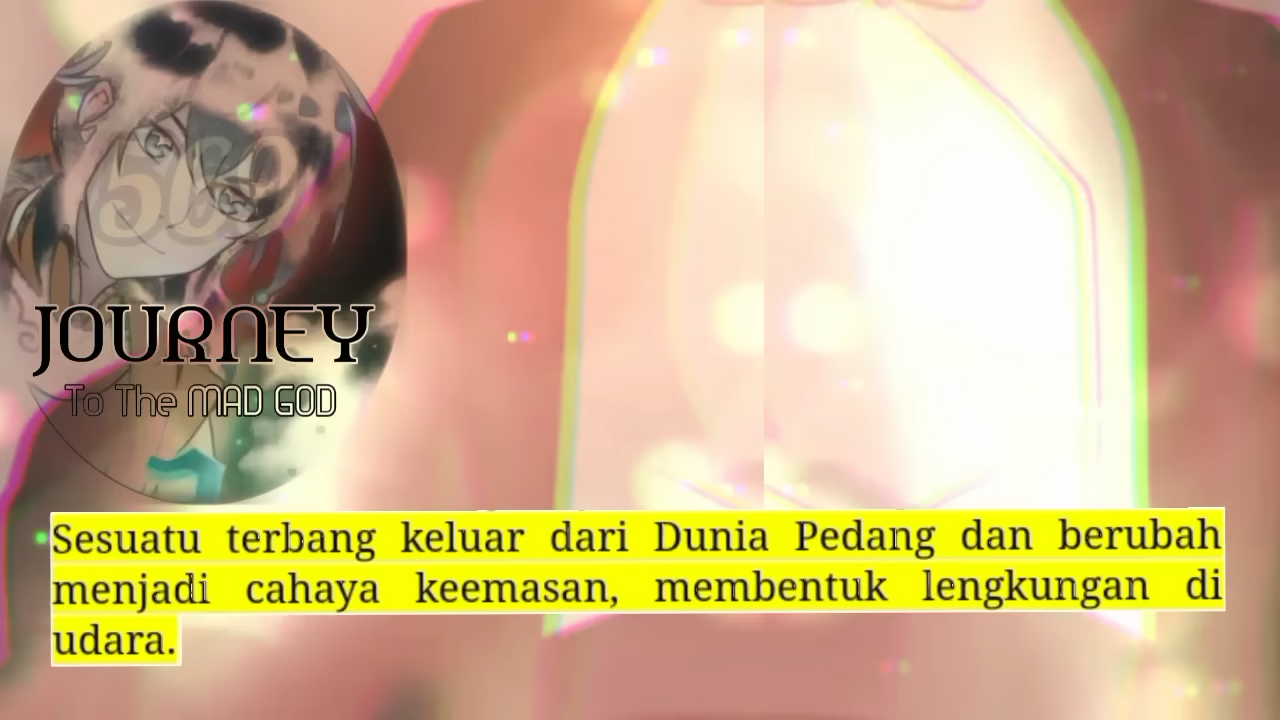 JOURNEY
To The MAD GOD
Sesuatu terbang keluar dari Dunia Pedang dan berubah
menjadi cahaya keemasan, membentuk lengkungan di
udara.